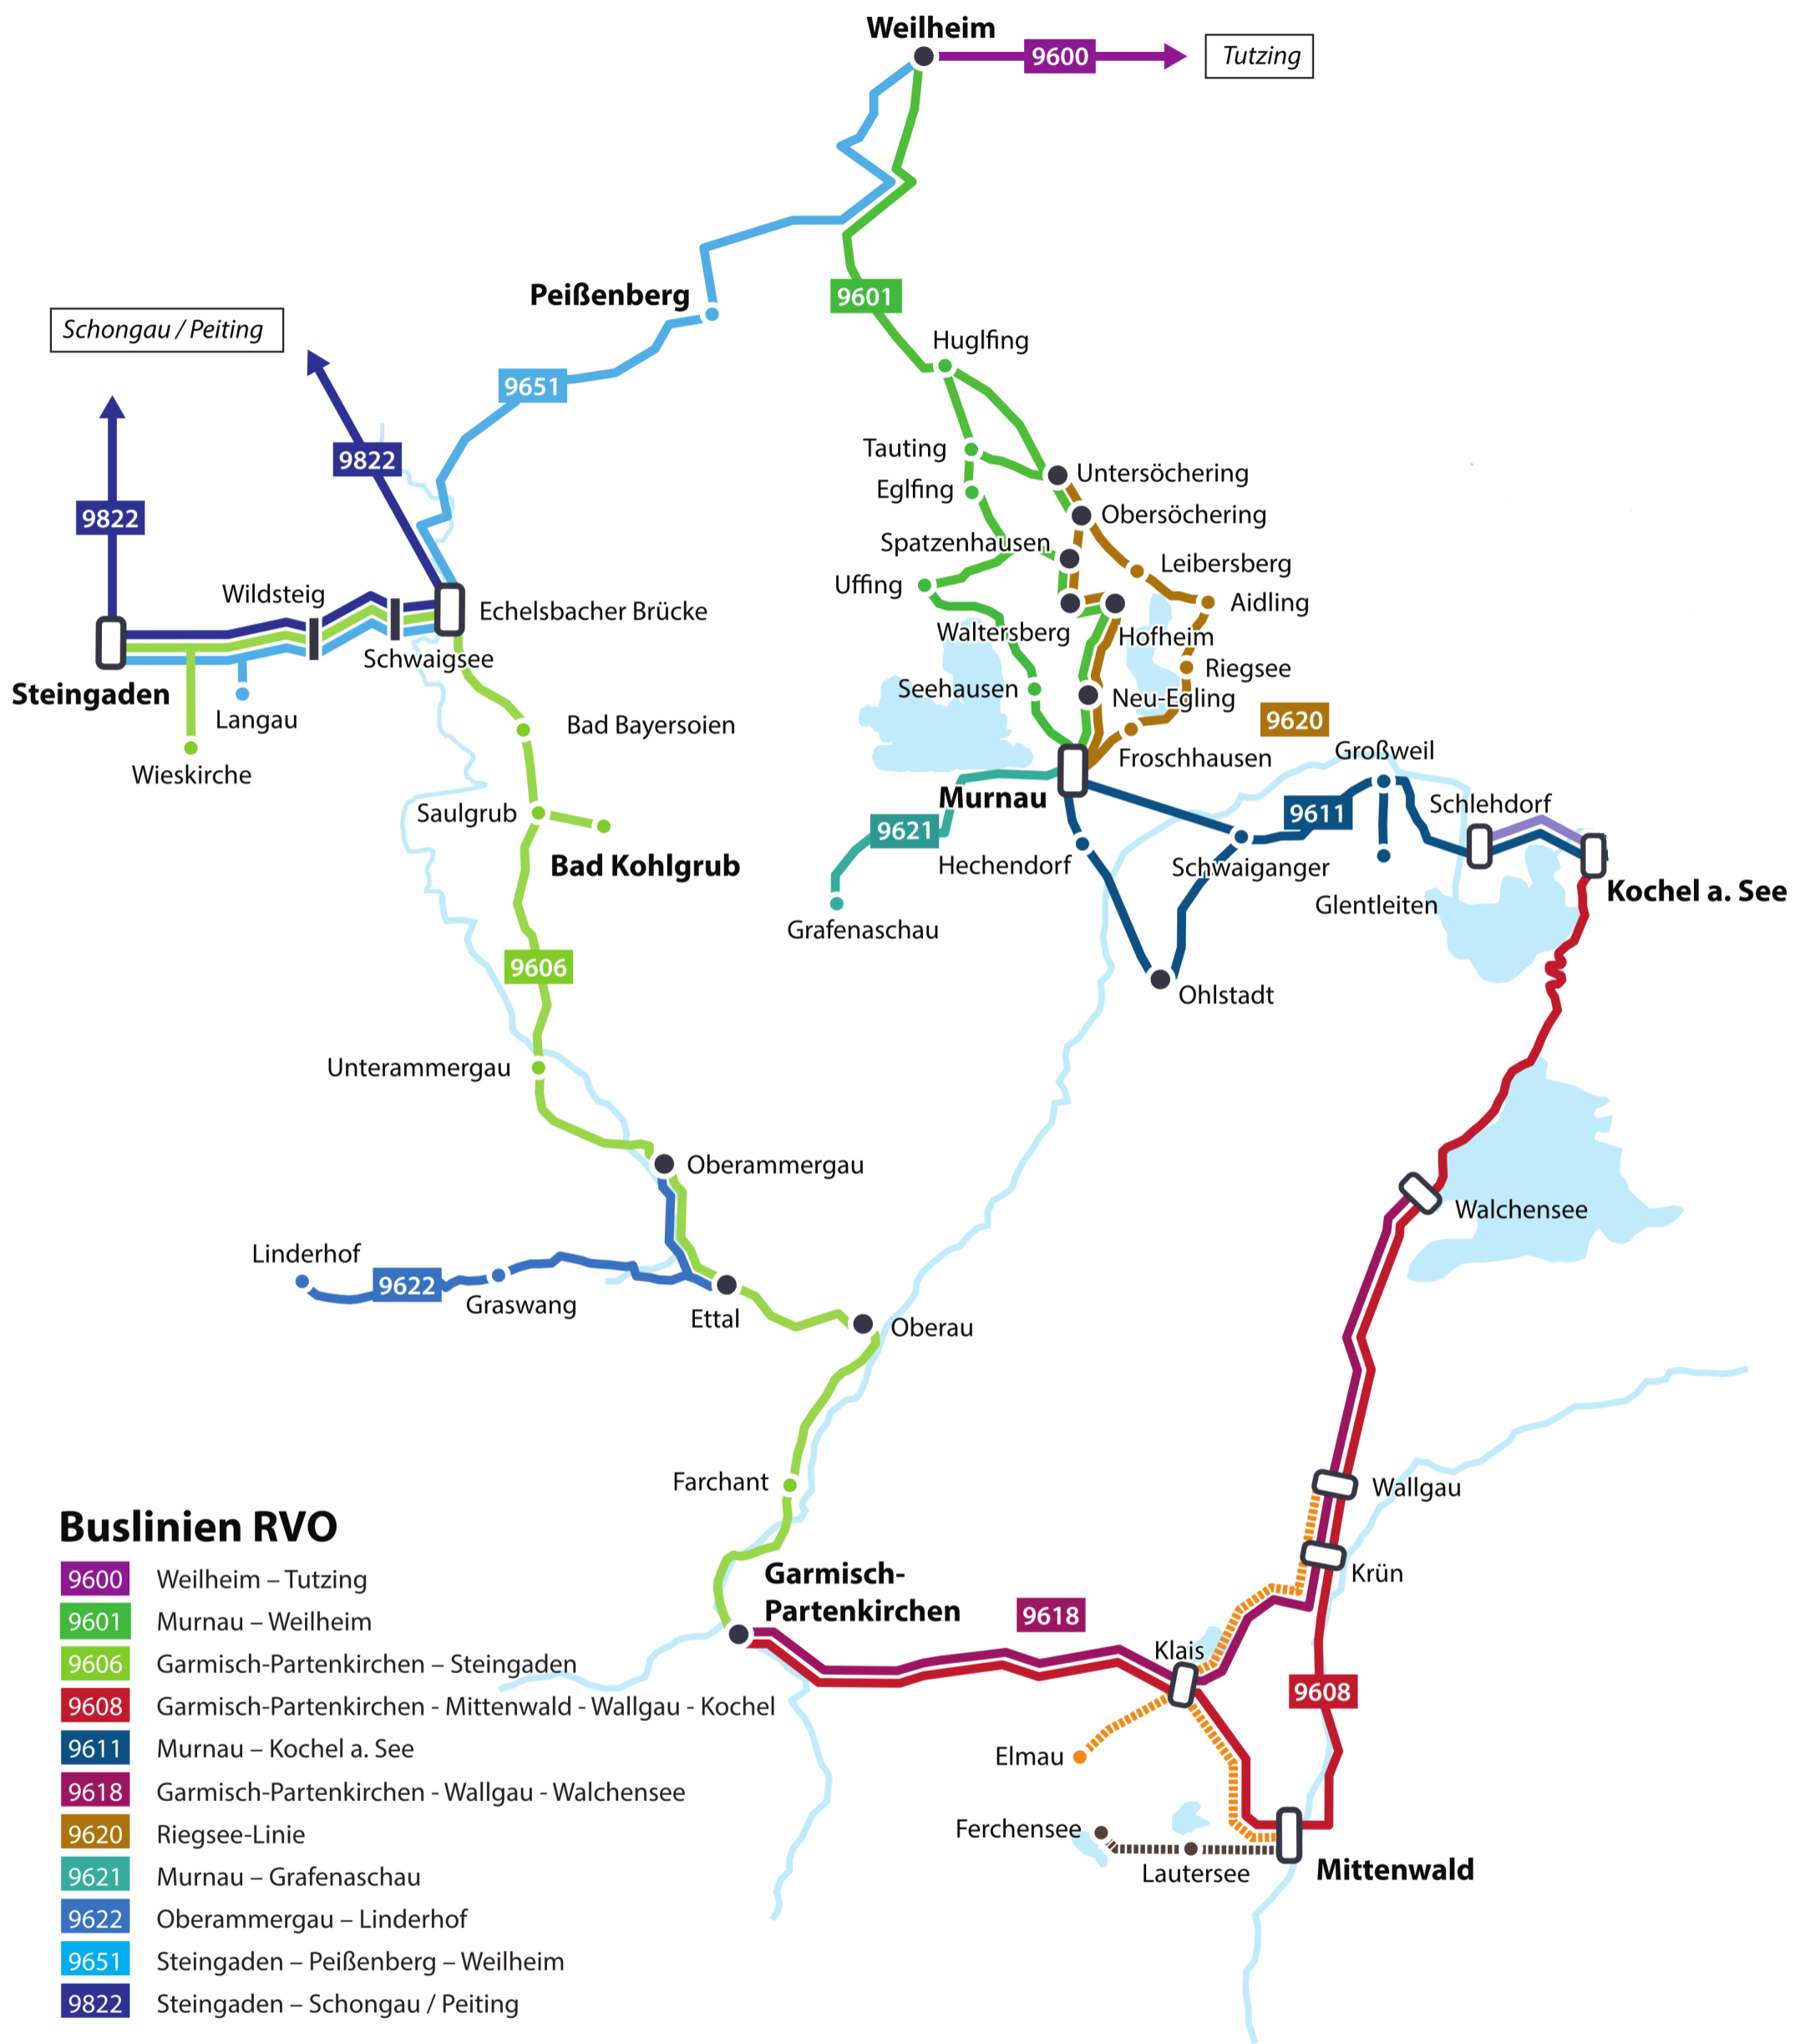 Weilheim
9600
Tutzing
Peißenberg
9601
Schongau / Peiting
Huglfing
9651
Tauting
Untersöchering
9822
Eglfing
Obersöchering
9822
Spatzenhausen
Leibersberg
Uffing
Aidling
Wildsteig
Echelsbacher Brücke
Waltersberg
Hofheim
Schwaigsee
Riegsee
Steingaden
Seehausen
Neu-Egling
Langau
Bad Bayersoien
9620
Wieskirche
Froschhausen
Großweil
Murnau
Saulgrub
9611
Schlehdorf
9621
Bad Kohlgrub
Hechendorf
Schwaiganger
Kochel a. See
Glentleiten
Grafenaschau
9606
Ohlstadt
Unterammergau
Oberammergau
Walchensee
Linderhof
9622
Graswang
Ettal
Oberau
Farchant
Wallgau
Krün
Garmisch-
Partenkirchen
9618
Klais
9608
Elmau
Ferchensee
Lautersee
Mittenwald
Buslinien RVO
9600 Weilheim – Tutzing
9601 Murnau – Weilheim
9606 Garmisch-Partenkirchen – Steingaden
9608 Garmisch-Partenkirchen - Mittenwald - Wallgau - Kochel
9611 Murnau – Kochel a. See
9618 Garmisch-Partenkirchen - Wallgau - Walchensee
9620 Riegsee-Linie
9621 Murnau – Grafenaschau
9622 Oberammergau – Linderhof
9651 Steingaden – Peißenberg – Weilheim
9822 Steingaden – Schongau / Peiting